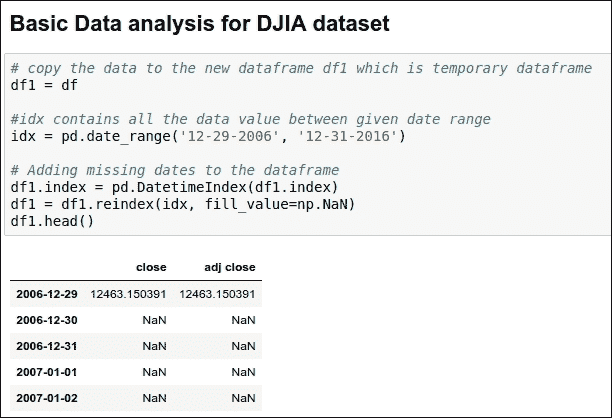 Basic Data analysis for DJIA dataset
# copy the data to the new dataframe df1 which is temporary dataframe
df1 = df
#idx contains all the data value between given date range
idx = pd.date_range('12-29-2006', '12-31-2016')
# Adding missing dates to the dataframe
df1.index = pd.DatetimeIndex(df1.index)
df1 = df1.reindex(idx, fill_value=np.NaN)
df1.head()
close adj close
2006-12-29 12463.150391 12463.150391
2006-12-30 NaN NaN
2006-12-31 NaN NaN
2007-01-01 NaN NaN
2007-01-02 NaN NaN